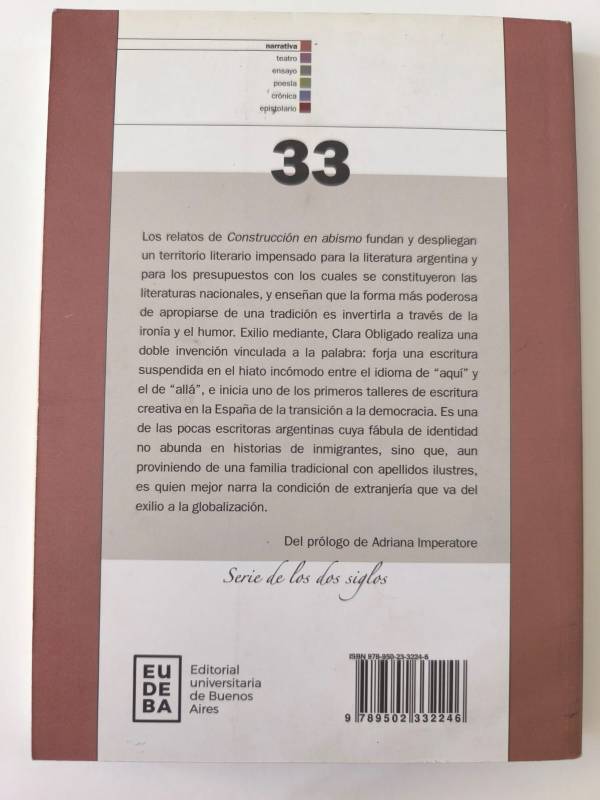 narrativa
teatro
ensayo
poesía
crónica
epistolario
33
Los relatos de Construcción en abismo fundan y despliegan
un territorio literario impensado para la literatura argentina y
para los presupuestos con los cuales se constituyeron las
literaturas nacionales, y enseñan que la forma más poderosa
de apropiarse de una tradición es invertirla a través de la
ironía y el humor. Exilio mediante, Clara Obligado realiza una
doble invención vinculada a la palabra: forja una escritura
suspendida en el hiato incómodo entre el idioma de “aquí” y
el de “allá”, e inicia uno de los primeros talleres de escritura
creativa en la España de la transición a la democracia. Es una
de las pocas escritoras argentinas cuya fábula de identidad
no abunda en historias de inmigrantes, sino que, aun
proviniendo de una familia tradicional con apellidos ilustres,
es quien mejor narra la condición de extranjería que va del
exilio a la globalización.
Del prólogo de Adriana Imperatore
Serie de los dos siglos
EU
DE
BA
Editorial
universitaria
de Buenos
Aires
ISBN 978-950-23-3224-6
9 789502 332246